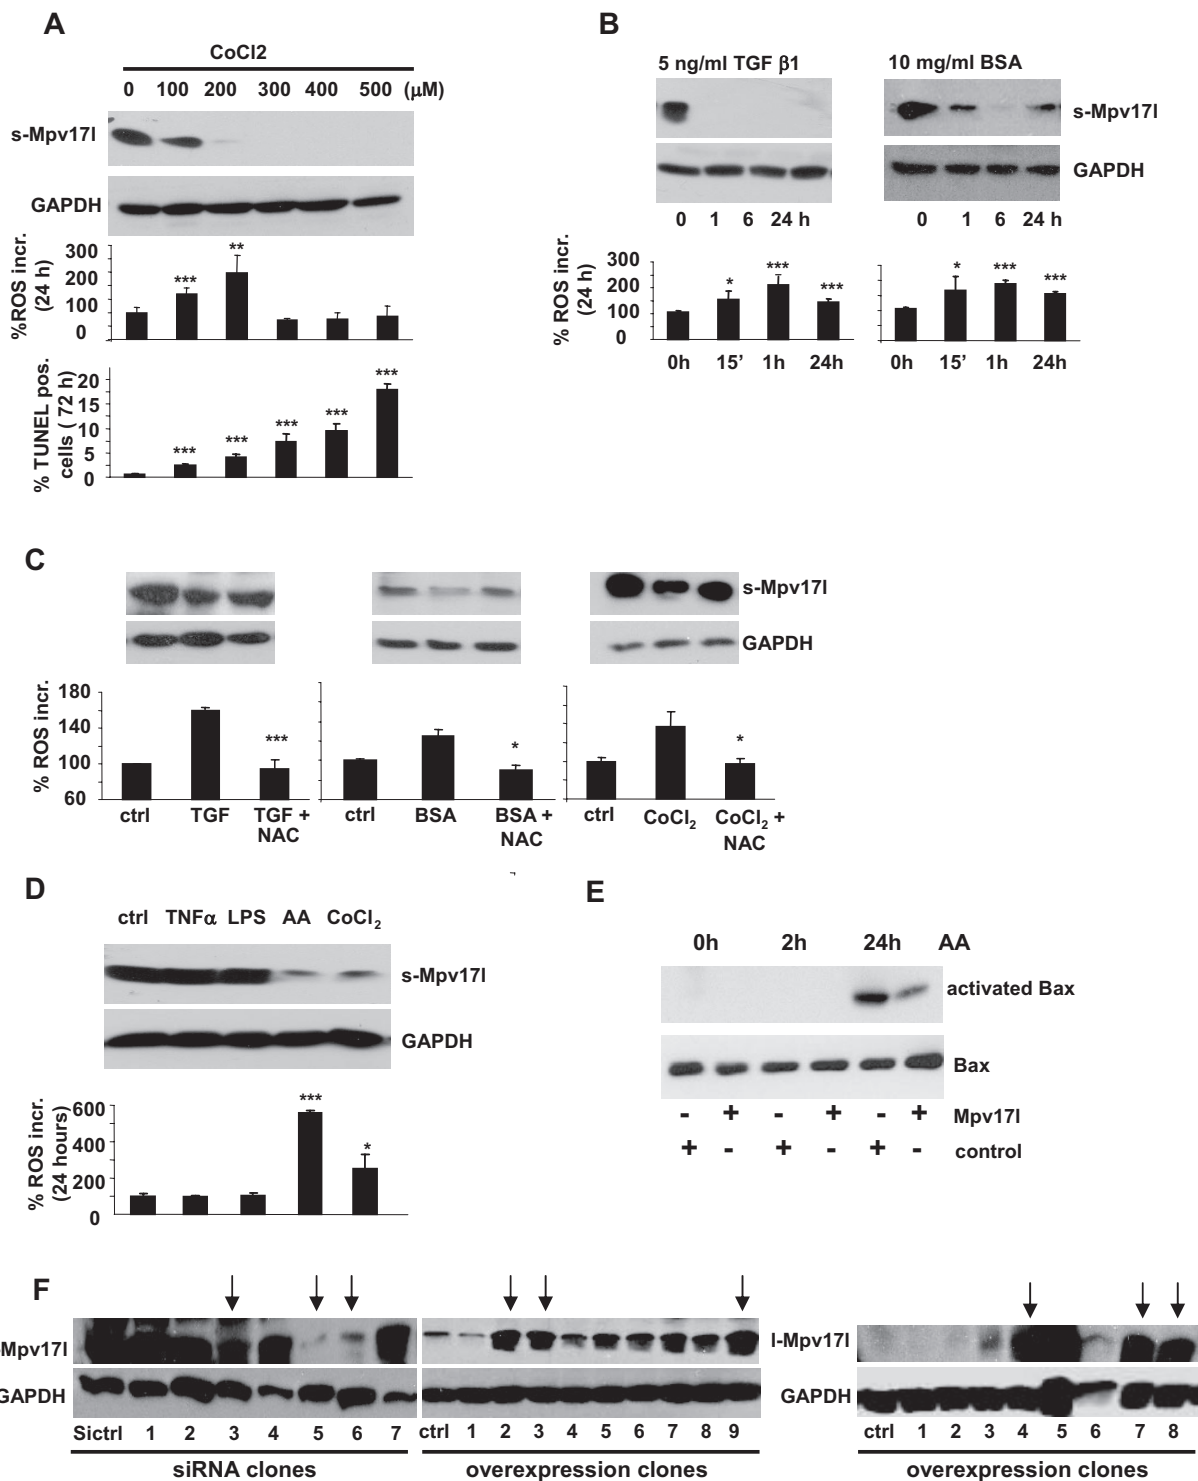 A
CoCl2
0 100 200 300 400 500 (μM)
s-Mpv17l
GAPDH
%ROS incr.
(24 h)
300
200
100
0
*** **
% TUNEL pos.
cells ( 72 h)
20
15
10
5
0
*** *** *** *** ***
B
5 ng/ml TGF β1
10 mg/ml BSA
s-Mpv17l
GAPDH
0 1 6 24 h
0 1 6 24 h
% ROS incr.
(24 h)
300
200
100
0
* *** ***
* *** ***
0h 15' 1h 24h
0h 15' 1h 24h
C
s-Mpv17l
GAPDH
% ROS incr.
180
140
100
60
***
*
*
ctrl TGF TGF +
NAC
ctrl BSA BSA +
NAC
ctrl CoCl2 CoCl2 +
NAC
D
ctrl TNFα LPS AA CoCl2
s-Mpv17l
GAPDH
% ROS incr.
(24 hours)
600
400
200
0
*** *
E
0h 2h 24h AA
activated Bax
Bax
- + - + - + Mpv17l
+ - + - + - control
F
-Mpv17l
GAPDH
Sictrl 1 2 3 4 5 6 7
siRNA clones
ctrl 1 2 3 4 5 6 7 8 9
overexpression clones
l-Mpv17l
GAPDH
ctrl 1 2 3 4 5 6 7 8
overexpression clones